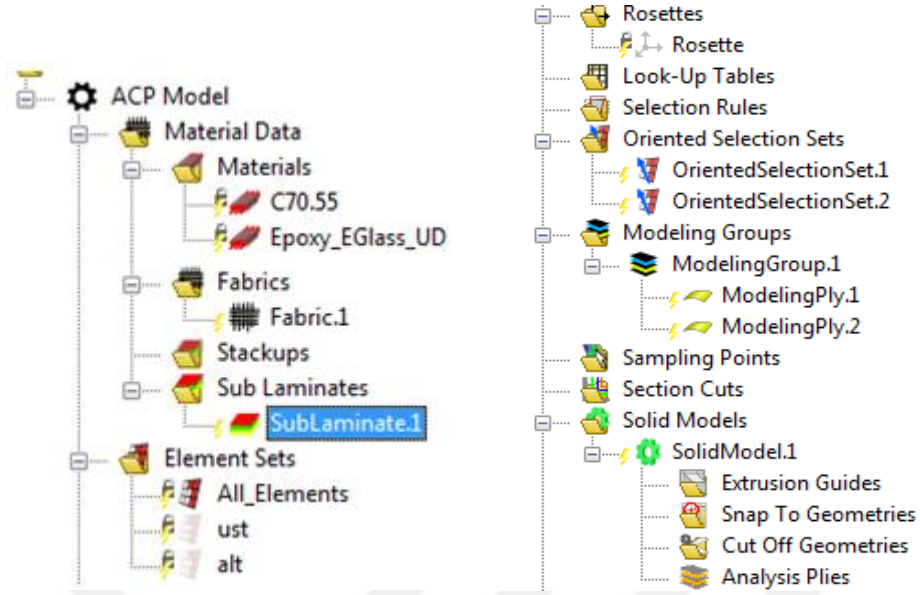 ACP Model
Material Data
Materials
C70.55
Epoxy_EGlass_UD
Fabrics
Fabric.1
Stackups
Sub Laminates
SubLaminate.1
Element Sets
All_Elements
ust
alt
Rosettes
Rosette
Look-Up Tables
Selection Rules
Oriented Selection Sets
OrientedSelectionSet.1
OrientedSelectionSet.2
Modeling Groups
ModelingGroup.1
ModelingPly.1
ModelingPly.2
Sampling Points
Section Cuts
Solid Models
SolidModel.1
Extrusion Guides
Snap To Geometries
Cut Off Geometries
Analysis Plies